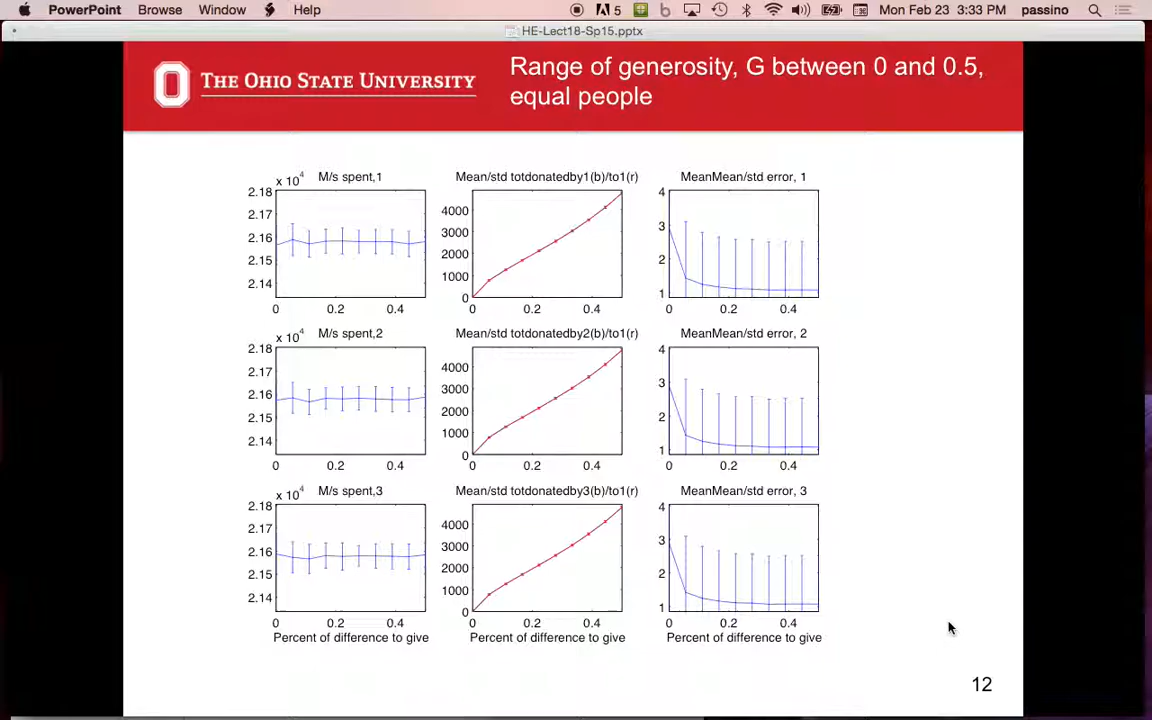 PowerPoint Browse Window Help 5 Mon Feb 23 3:33 PM passino
HE-Lect18-Sp15.pptx
THE OHIO STATE UNIVERSITY
Range of generosity, G between 0 and 0.5,
equal people
x 10^4 M/s spent,1
2.18
2.17
2.16
2.15
2.14
0 0.2 0.4
Mean/std totdonatedby1(b)/to1(r)
4000
3000
2000
1000
0
0 0.2 0.4
MeanMean/std error, 1
4
3
2
1
0 0.2 0.4
x 10^4 M/s spent,2
2.18
2.17
2.16
2.15
2.14
0 0.2 0.4
Mean/std totdonatedby2(b)/to1(r)
4000
3000
2000
1000
0
0 0.2 0.4
MeanMean/std error, 2
4
3
2
1
0 0.2 0.4
x 10^4 M/s spent,3
2.18
2.17
2.16
2.15
2.14
0 0.2 0.4
Percent of difference to give
Mean/std totdonatedby3(b)/to1(r)
4000
3000
2000
1000
0
0 0.2 0.4
Percent of difference to give
MeanMean/std error, 3
4
3
2
1
0 0.2 0.4
Percent of difference to give
12